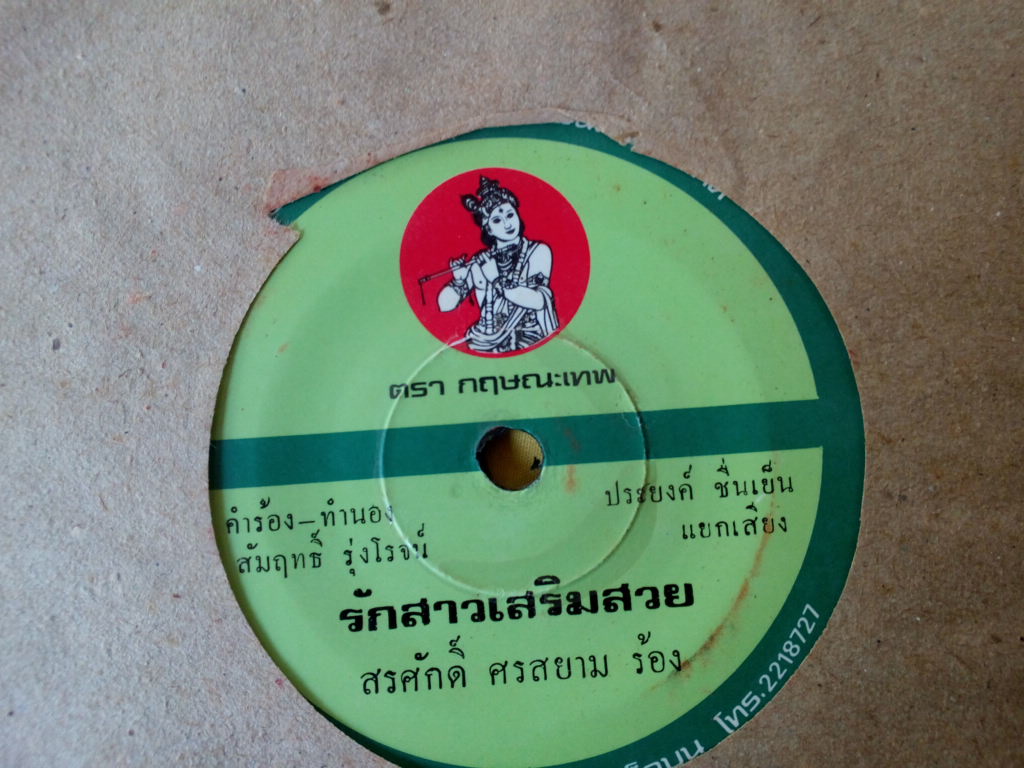 ตรา กฤษณะเทพ
คำร้อง-ทำนอง
สัมฤทธิ์ รุ่งโรจน์
ประยงค์ ชื่นเย็น
แยกเสียง
รักสาวเสริมสวย
สรศักดิ์ ศรสยาม ร้อง
โทร.2218727